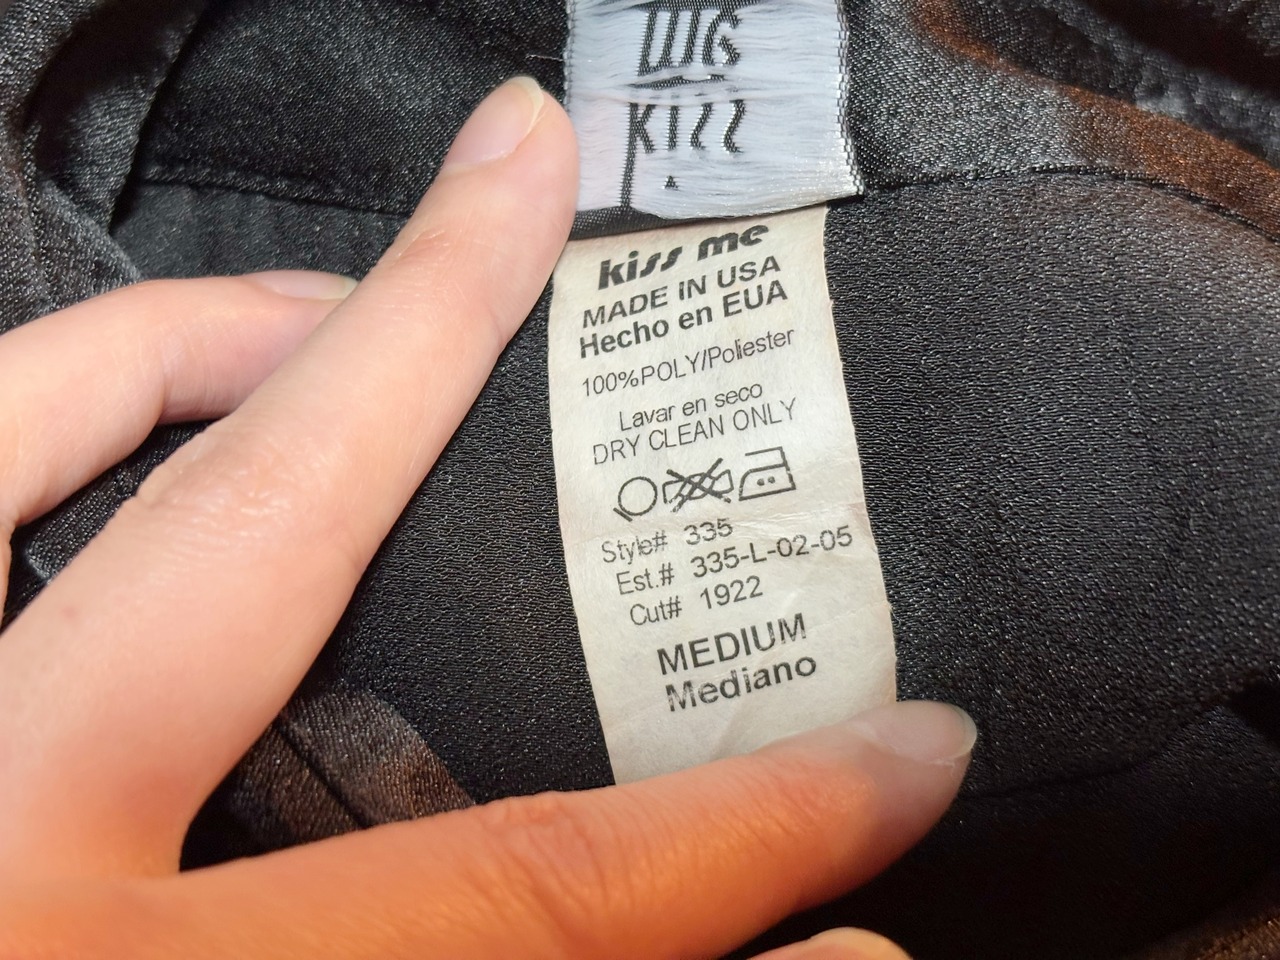 KISS
kiss me
MADE IN USA
Hecho en EUA
100%POLY/Poliester
Lavar en seco
DRY CLEAN ONLY
Style# 335
Est.# 335-L-02-05
Cut# 1922
MEDIUM
Mediano